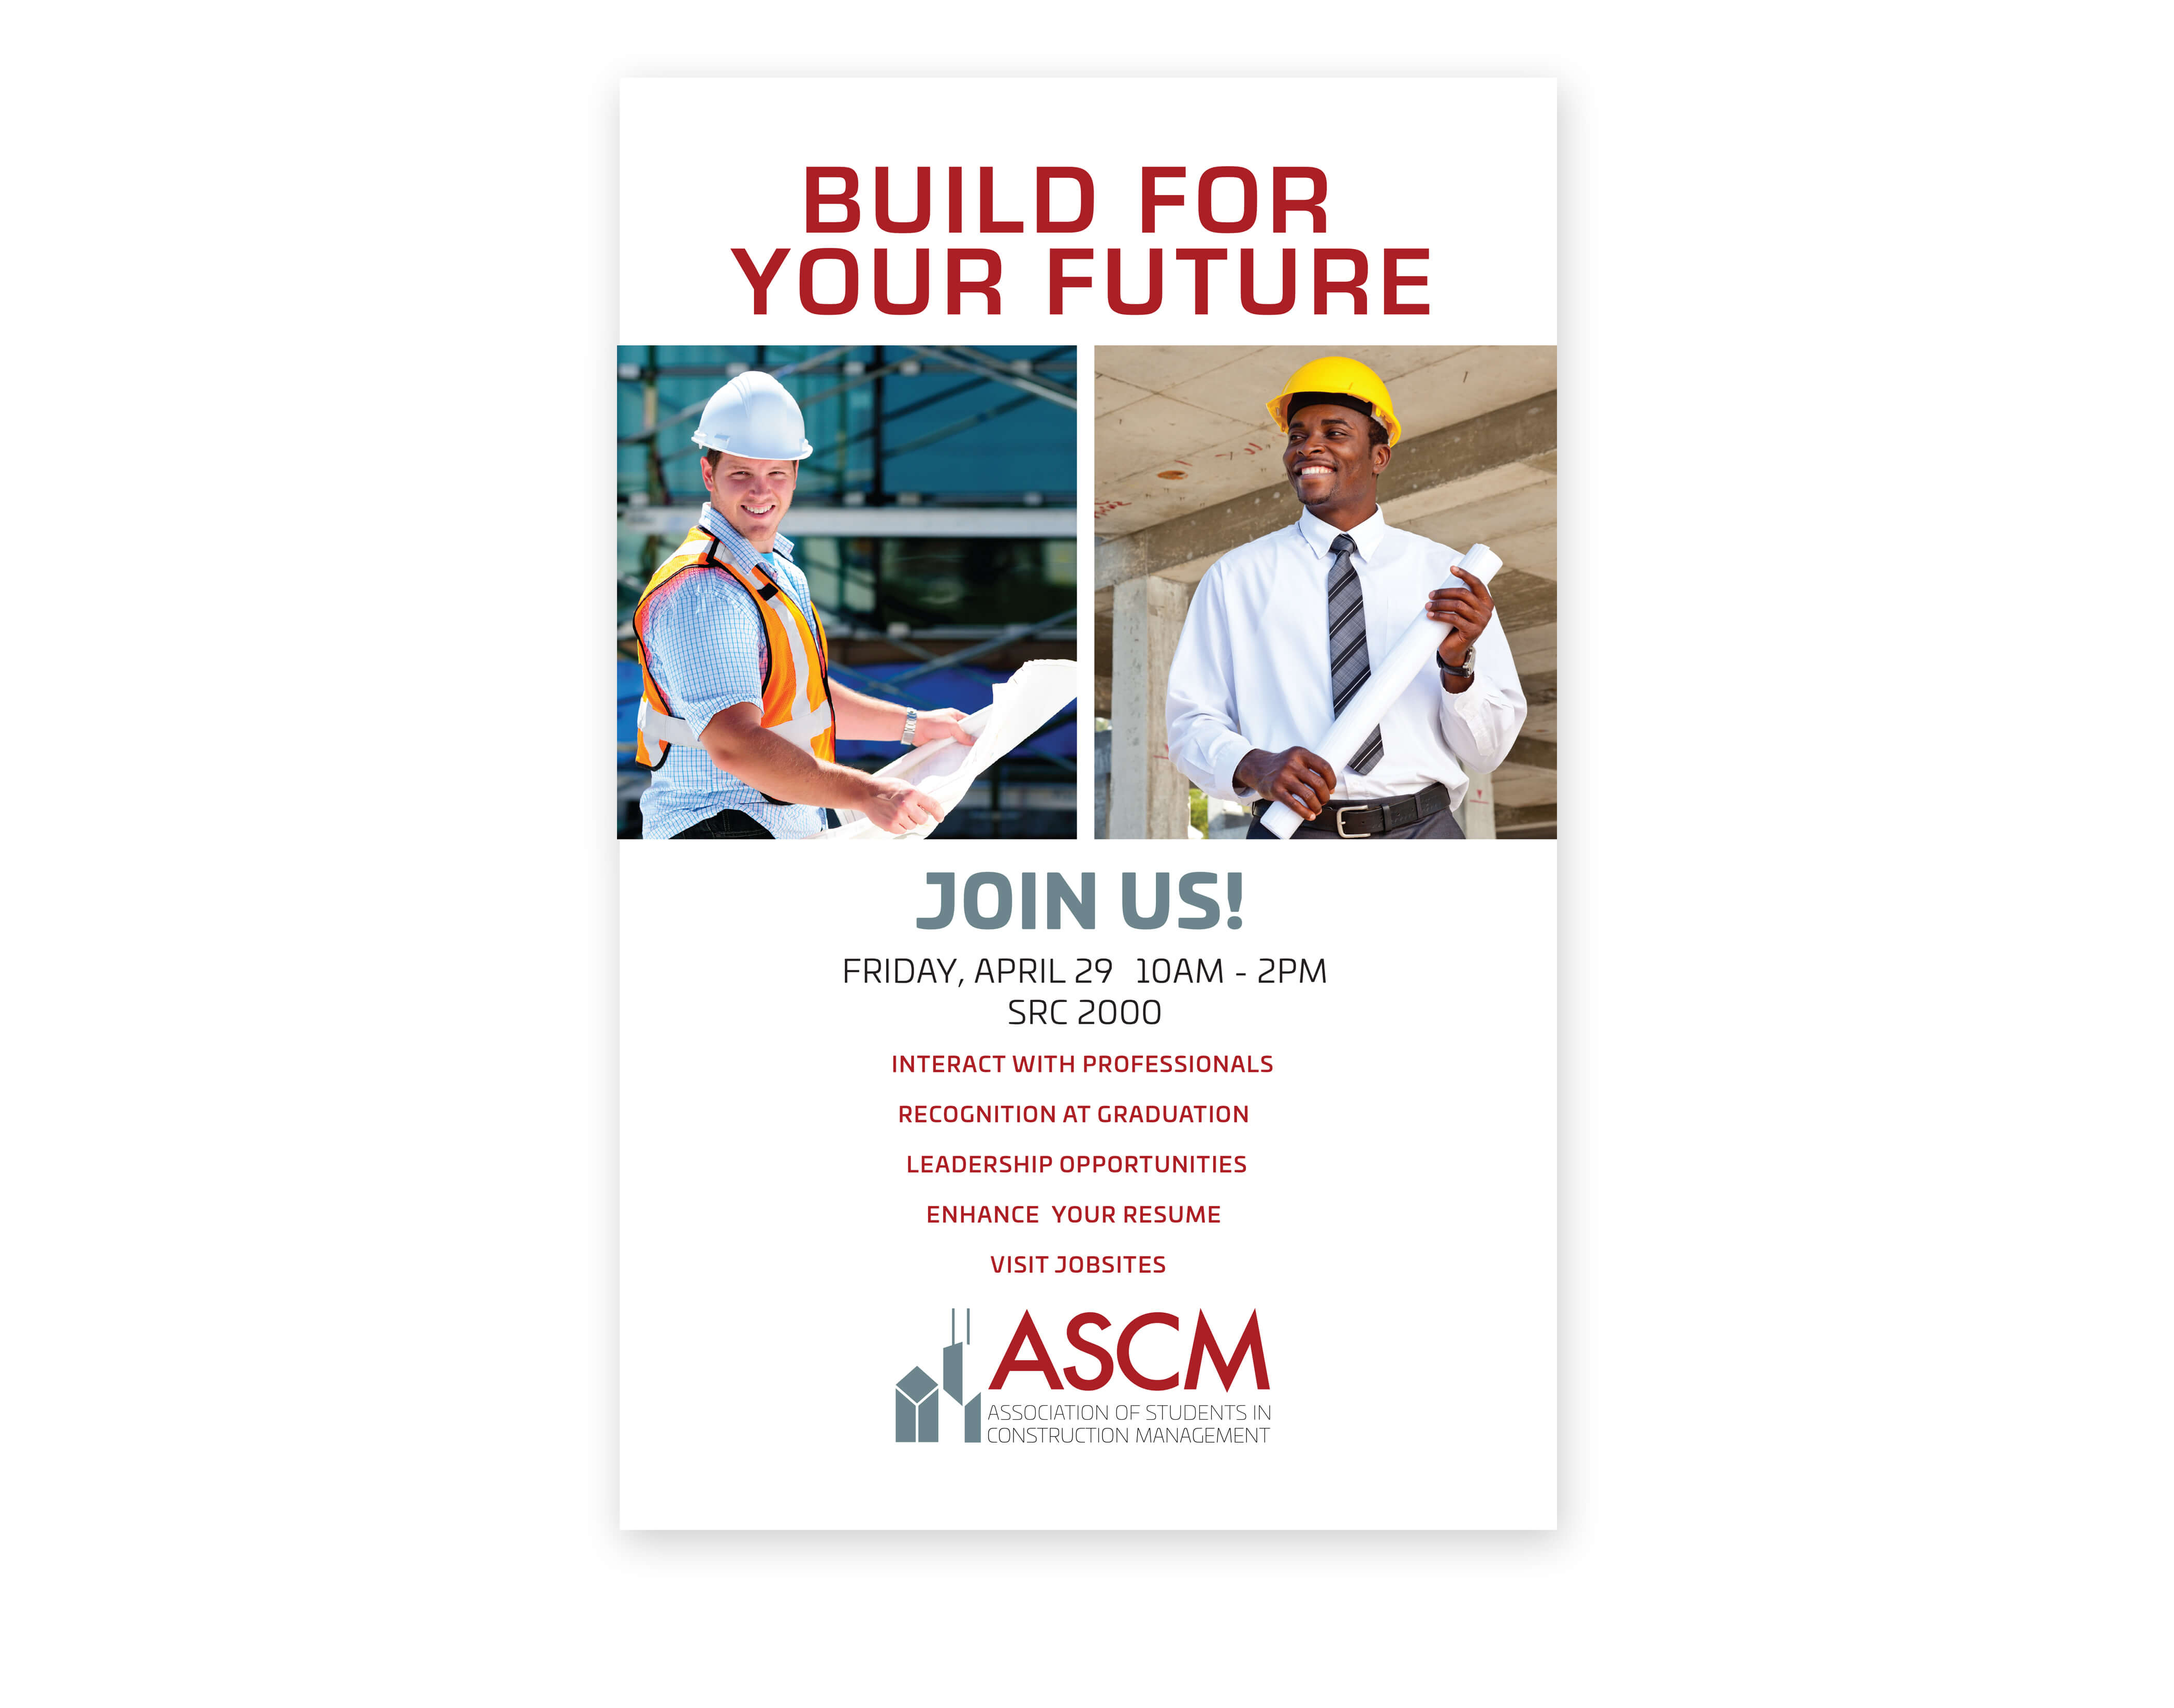 BUILD FOR
YOUR FUTURE
JOIN US!
FRIDAY, APRIL 29  10AM - 2PM
SRC 2000
INTERACT WITH PROFESSIONALS
RECOGNITION AT GRADUATION
LEADERSHIP OPPORTUNITIES
ENHANCE  YOUR RESUME
VISIT JOBSITES
ASCM
ASSOCIATION OF STUDENTS IN
CONSTRUCTION MANAGEMENT